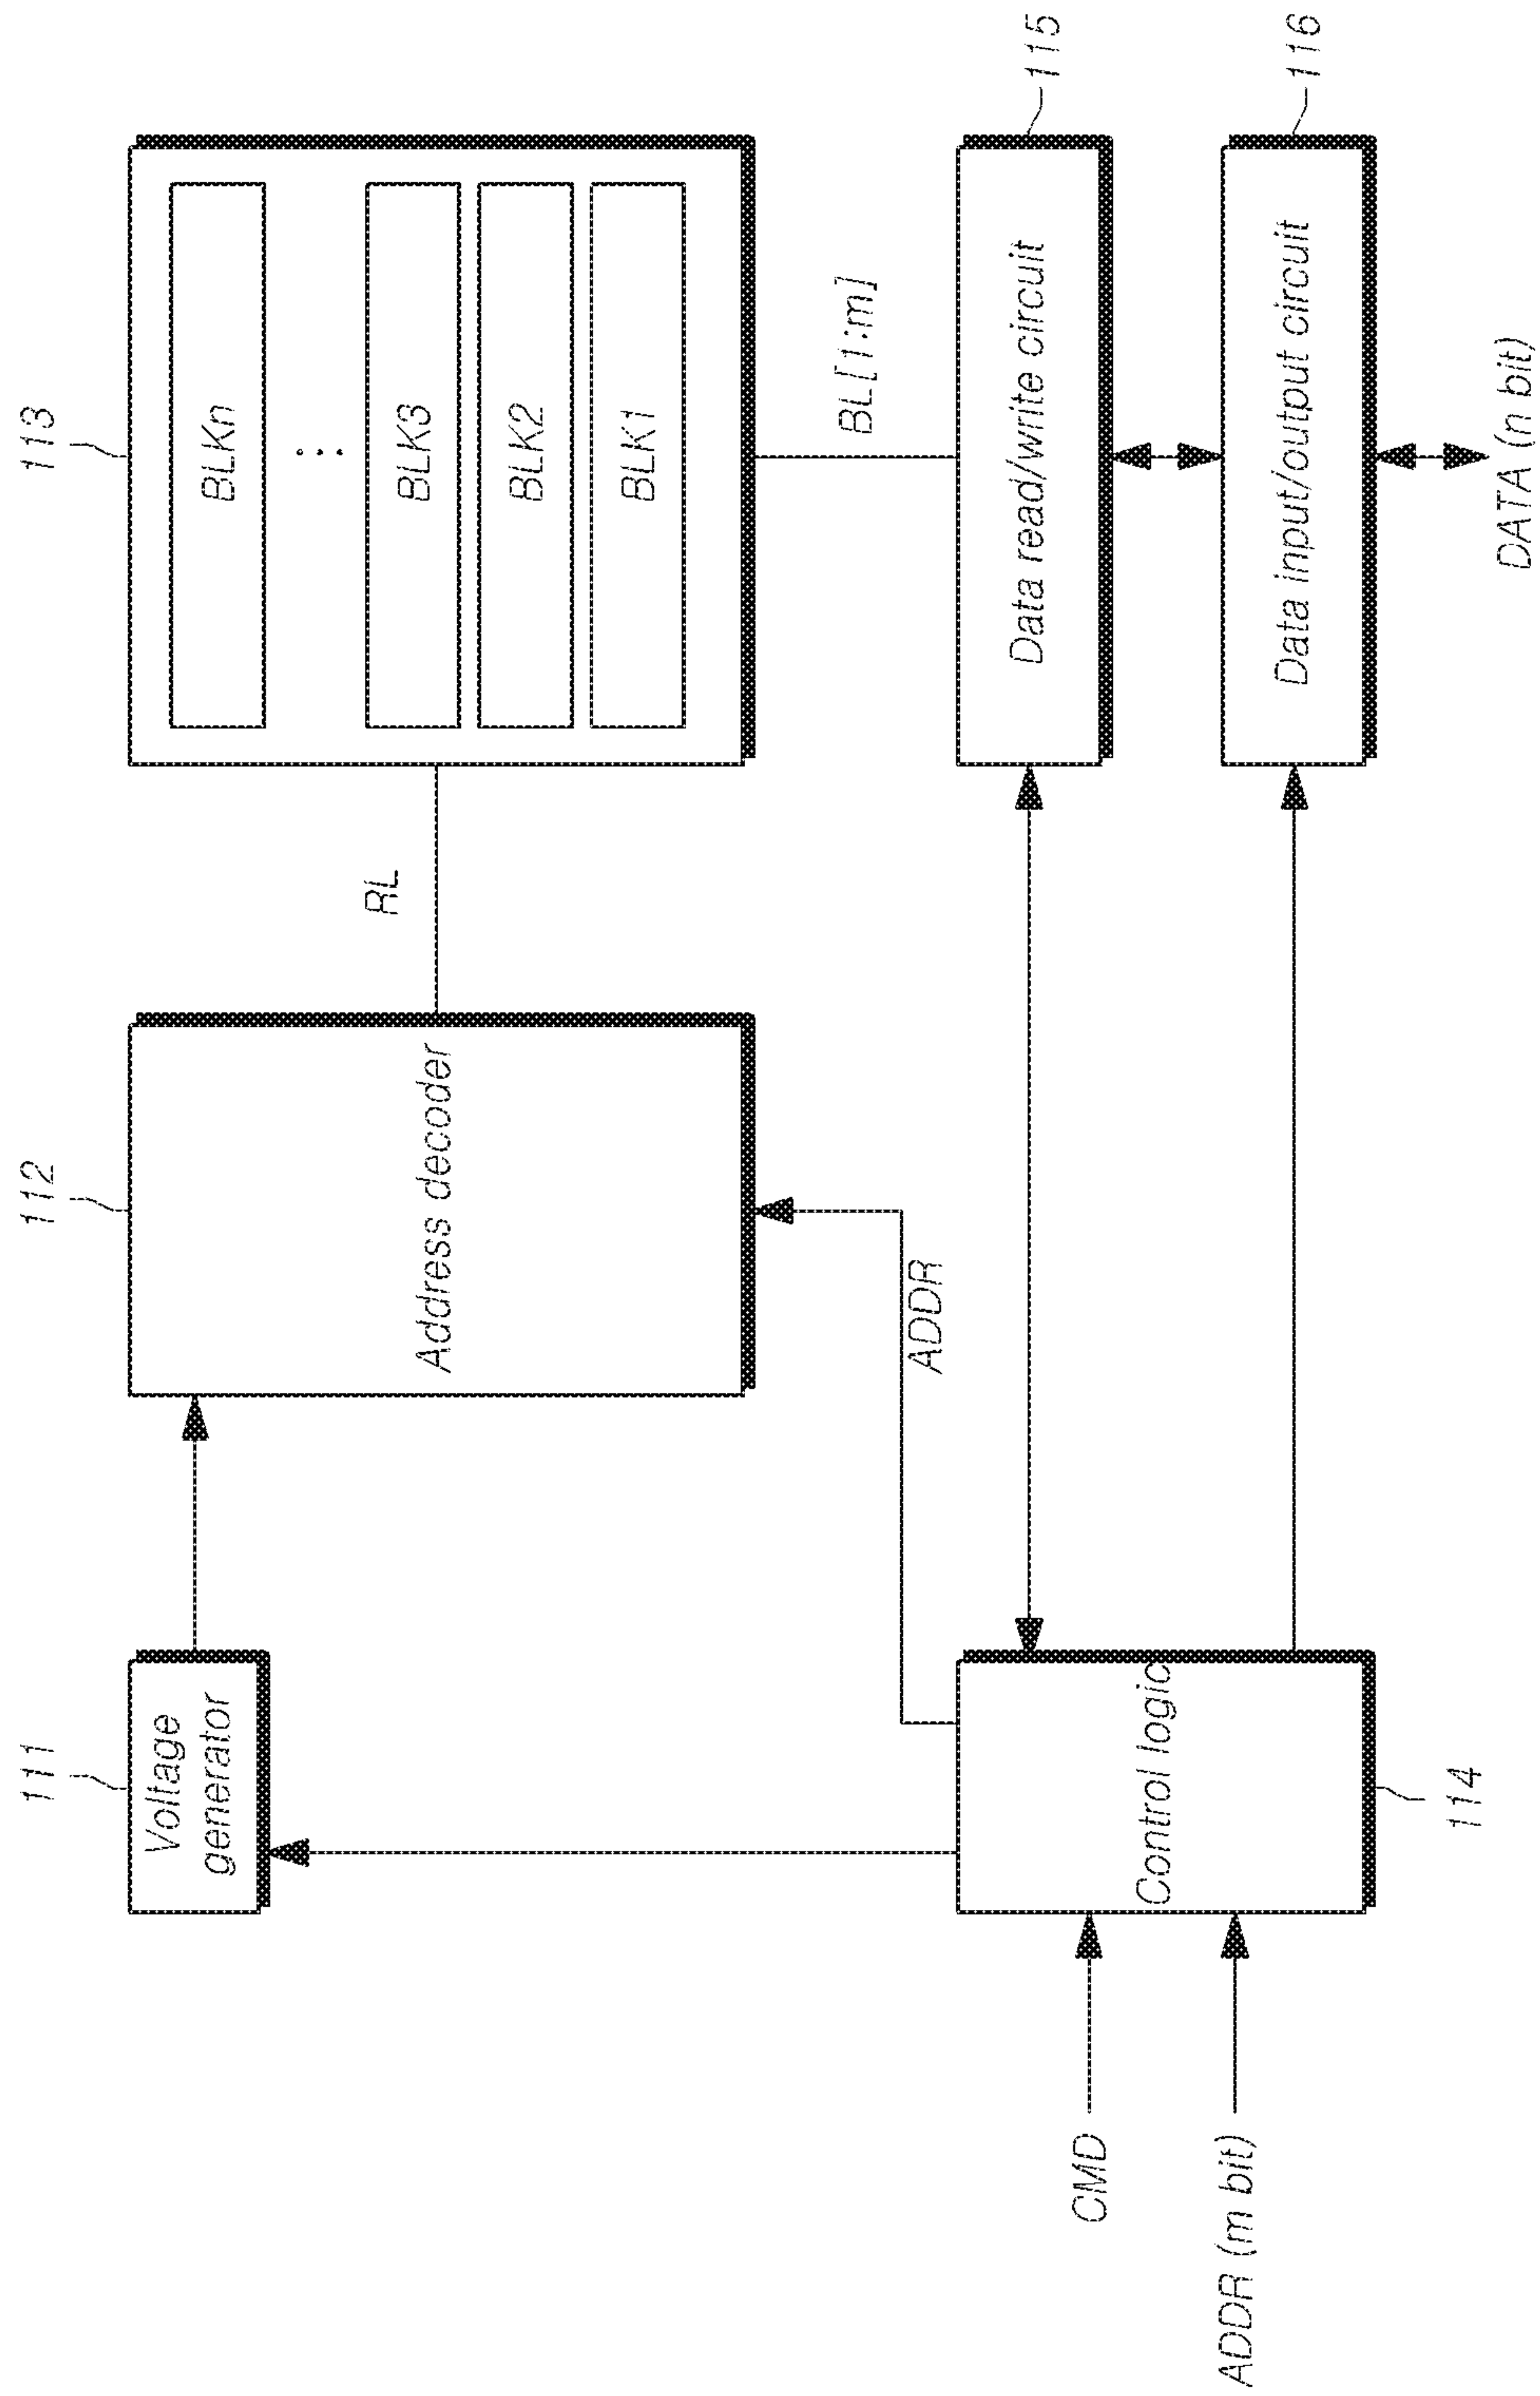 111
Voltage
generator
112
Address decoder
RL
113
BLKn
BLK3
BLK2
BLK1
BL[1:m]
ADDR
CMD
ADDR (m bit)
Control logic
114
Data read/write circuit
115
Data input/output circuit
116
DATA (n bit)